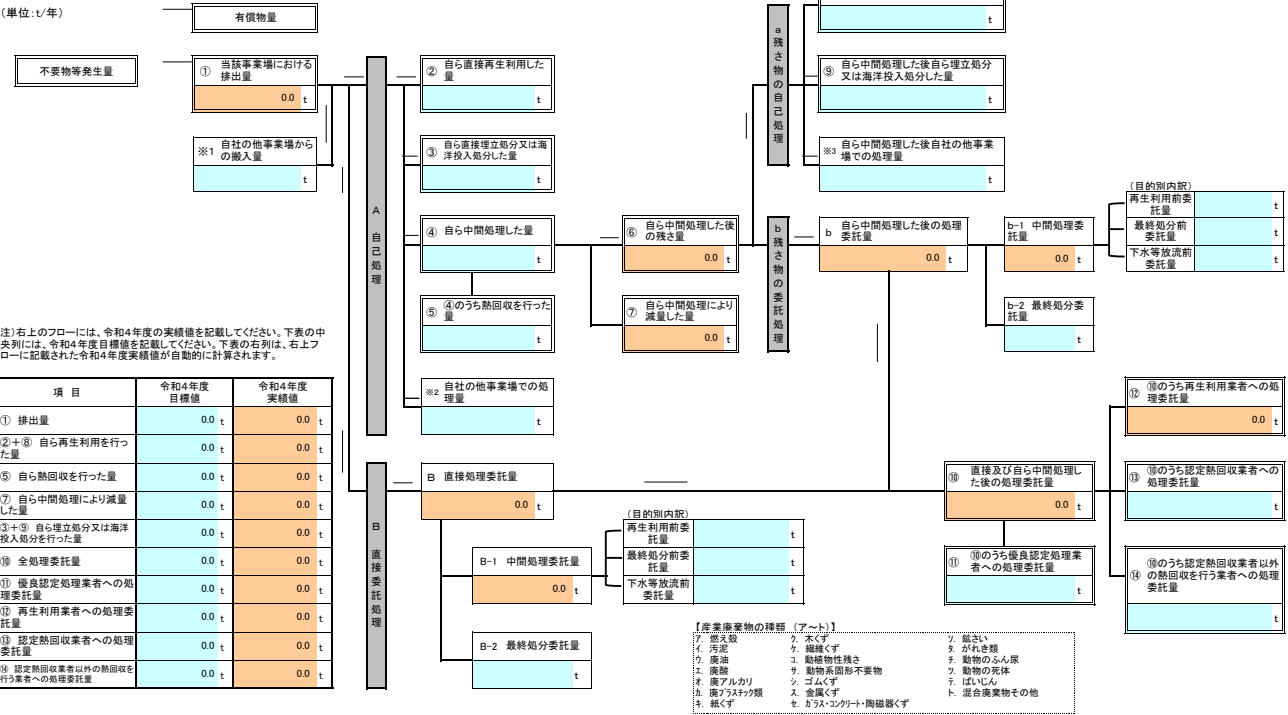 （単位：t/年）
有償物量
不要物等発生量
① 当該事業場における
排出量
0.0 t
※1 自社の他事業場から
の搬入量
t
A 自己処理
② 自ら直接再生利用した
量
t
③ 自ら直接埋立処分又は海
洋投入処分した量
t
④ 自ら中間処理した量
t
⑤ ④のうち熱回収を行った
量
t
※2 自社の他事業場での処
理量
t
⑥ 自ら中間処理した後
の残さ量
0.0 t
⑦ 自ら中間処理により
減量した量
0.0 t
a 残さ物の自己処理
t
⑨ 自ら中間処理した後自ら埋立処分
又は海洋投入処分した量
t
※3 自ら中間処理した後自社の他事業
場での処理量
t
b 残さ物の委託処理
b 自ら中間処理した後の処理
委託量
0.0 t
b-1 中間処理委
託量
0.0 t
b-2 最終処分委
託量
t
（目的別内訳）
再生利用前委
託量 t
最終処分前
委託量 t
下水等放流前
委託量 t
注）右上のフローには、令和４年度の実績値を記載してください。下表の中
央列には、令和４年度目標値を記載してください。下表の右列は、右上フ
ローに記載された令和４年度実績値が自動的に計算されます。
項 目 令和４年度
目標値 令和４年度
実績値
① 排出量 0.0 t 0.0 t
②＋⑧ 自ら再生利用を行っ
た量 0.0 t 0.0 t
⑤ 自ら熱回収を行った量 0.0 t 0.0 t
⑦ 自ら中間処理により減量
した量 0.0 t 0.0 t
③＋⑨ 自ら埋立処分又は海洋
投入処分を行った量 0.0 t 0.0 t
⑩ 全処理委託量 0.0 t 0.0 t
⑪ 優良認定処理業者への処
理委託量 0.0 t 0.0 t
⑫ 再生利用業者への処理委
託量 0.0 t 0.0 t
⑬ 認定熱回収業者への処理
委託量 0.0 t 0.0 t
⑭ 認定熱回収業者以外の熱回収を
行う業者への処理委託量 0.0 t 0.0 t
B 直接委託処理
B 直接処理委託量
0.0 t
B-1 中間処理委託量
0.0 t
B-2 最終処分委託量
t
（目的別内訳）
再生利用前委
託量 t
最終処分前委
託量 t
下水等放流前
委託量 t
⑩ 直接及び自ら中間処理し
た後の処理委託量
0.0 t
⑪ ⑩のうち優良認定処理業
者への処理委託量
t
⑫ ⑩のうち再生利用業者への処
理委託量
0.0 t
⑬ ⑩のうち認定熱回収業者への
処理委託量
t
⑭ ⑩のうち認定熱回収業者以外
の熱回収を行う業者への処理
委託量
t
【産業廃棄物の種類 （ア～ト）】
ア. 燃え殻 ク. 木くず ソ. 鉱さい
イ. 汚泥 ケ. 繊維くず タ. がれき類
ウ. 廃油 コ. 動植物性残さ チ. 動物のふん尿
エ. 廃酸 サ. 動物系固形不要物 ツ. 動物の死体
オ. 廃アルカリ シ. ゴムくず テ. ばいじん
カ. 廃プラスチック類 ス. 金属くず ト. 混合廃棄物その他
キ. 紙くず セ. ガラス・コンクリート・陶磁器くず